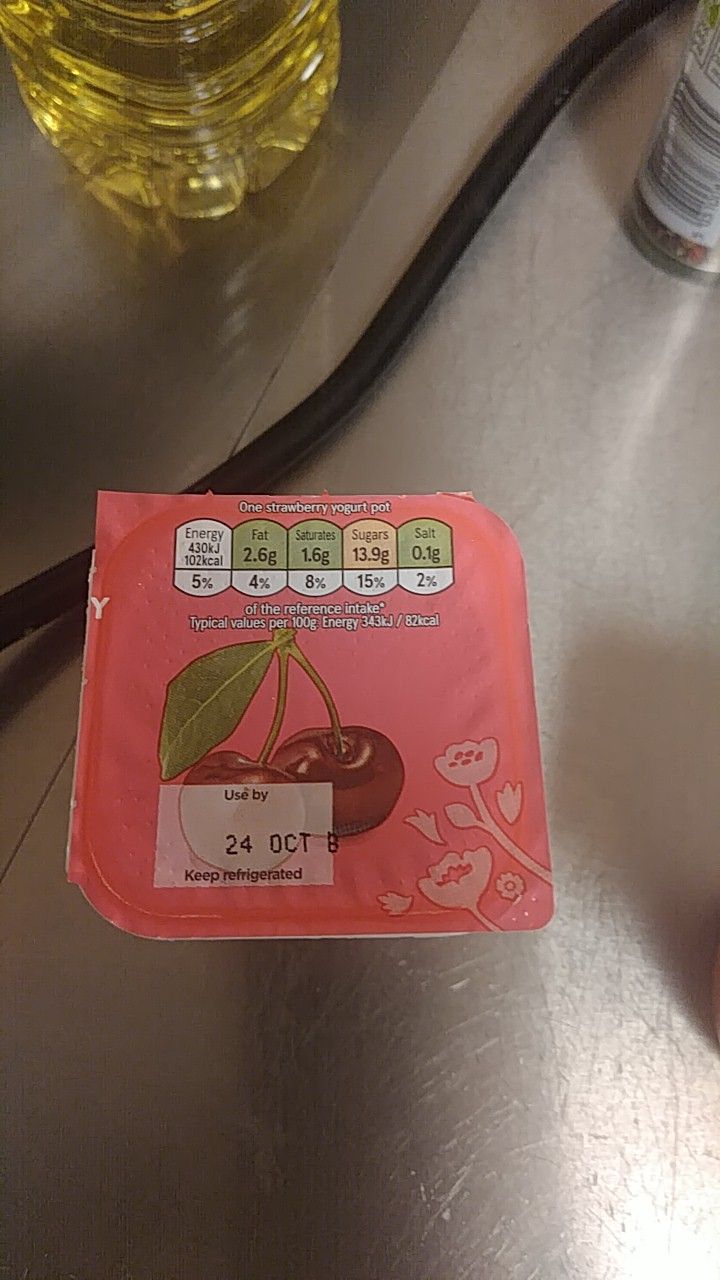 One strawberry yogurt pot
Energy Fat Saturates Sugars Salt
430kJ
102kcal 2.6g 1.6g 13.9g 0.1g
5% 4% 8% 15% 2%
of the reference intake*
Typical values per 100g: Energy 343kJ / 82kcal
Y
Use by
24 OCT B
Keep refrigerated